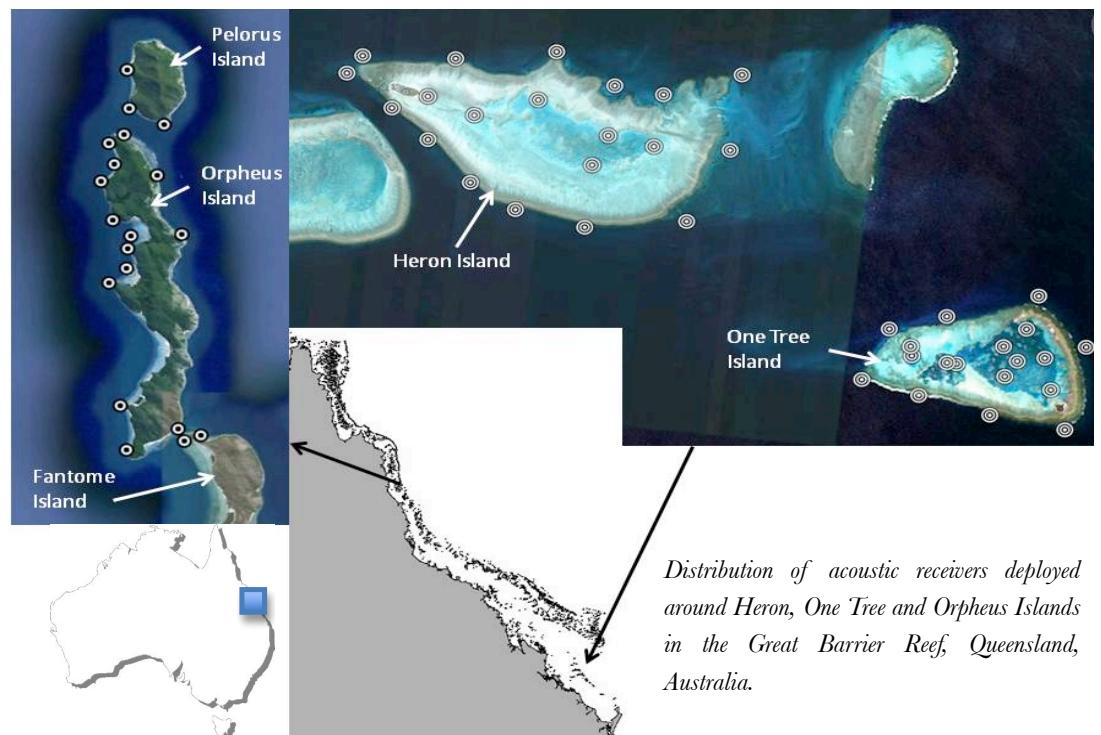 Pelorus
Island
Orpheus
Island
Fantome
Island
Heron Island
One Tree
Island
Distribution of acoustic receivers deployed
around Heron, One Tree and Orpheus Islands
in the Great Barrier Reef, Queensland,
Australia.